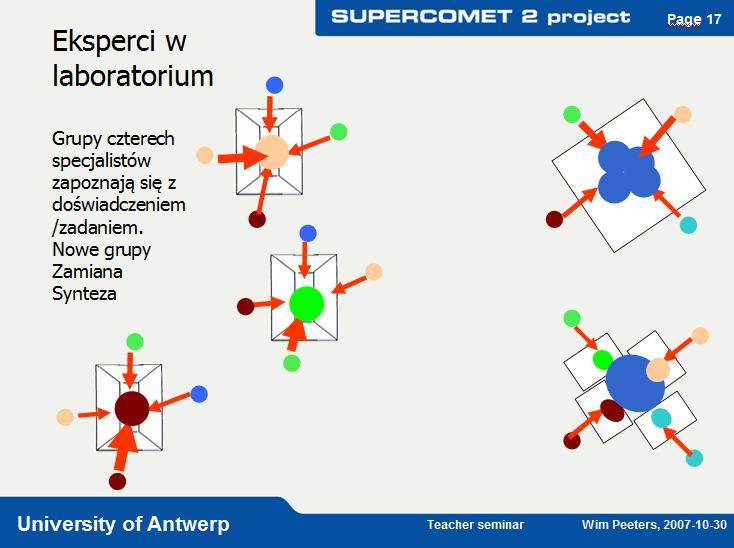 SUPERCOMET 2 project
Page 17
Eksperci w
laboratorium
Grupy czterech
specjalistów
zapoznają się z
doświadczeniem
/zadaniem.
Nowe grupy
Zamiana
Synteza
University of Antwerp
Teacher seminar
Wim Peeters, 2007-10-30